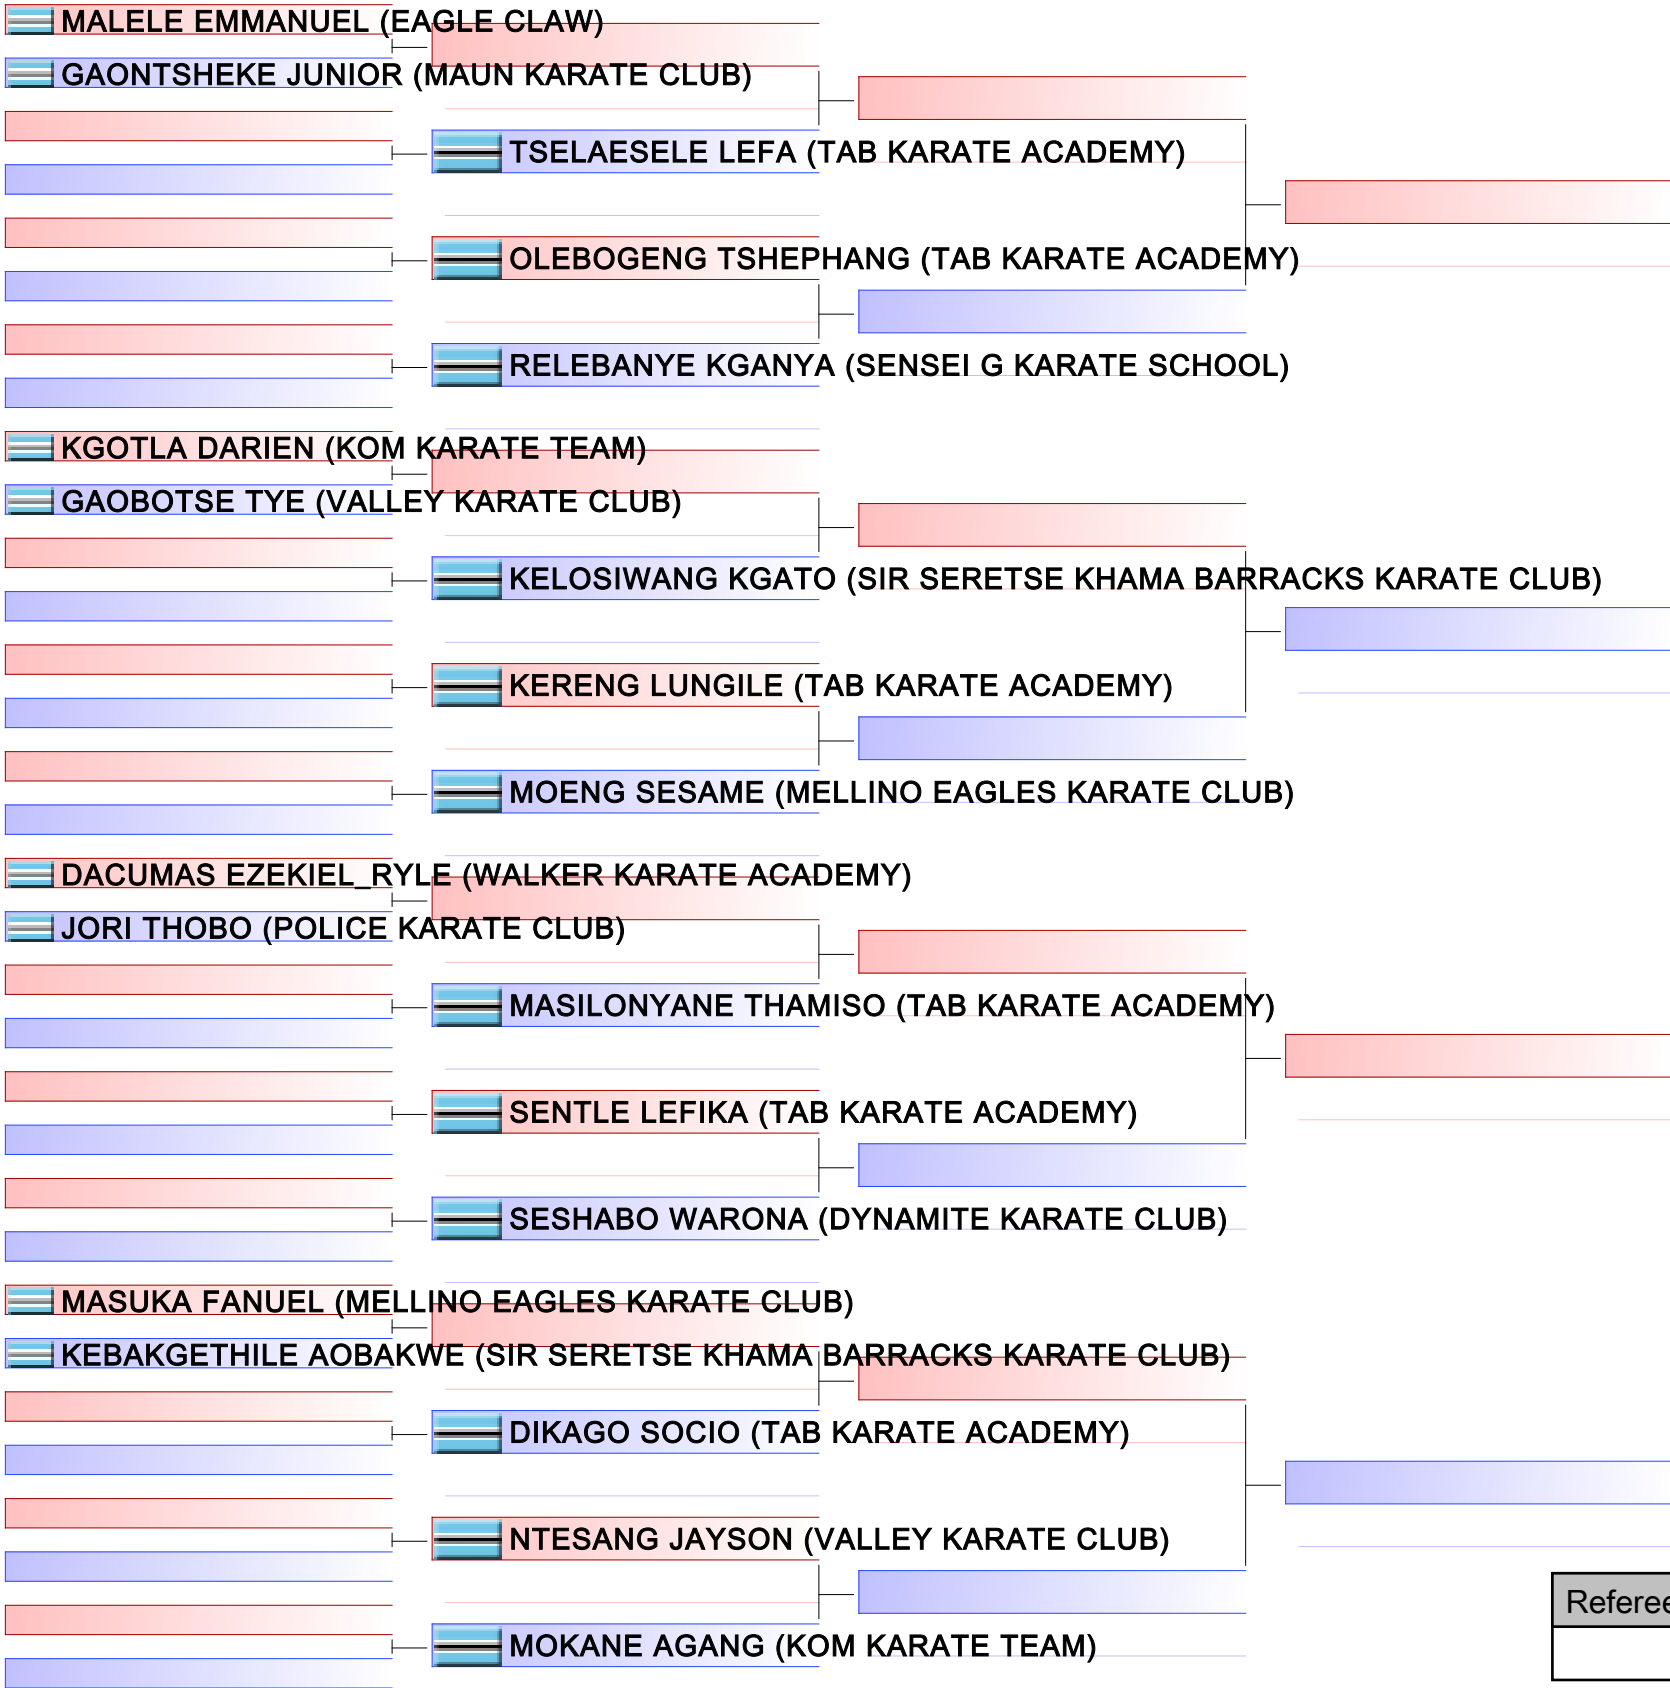 MALELE EMMANUEL (EAGLE CLAW)
GAONTSHEKE JUNIOR (MAUN KARATE CLUB)
TSELAESELE LEFA (TAB KARATE ACADEMY)
OLEBOGENG TSHEPHANG (TAB KARATE ACADEMY)
RELEBANYE KGANYA (SENSEI G KARATE SCHOOL)
KGOTLA DARIEN (KOM KARATE TEAM)
GAOBOTSE TYE (VALLEY KARATE CLUB)
KELOSIWANG KGATO (SIR SERETSE KHAMA BARRACKS KARATE CLUB)
KERENG LUNGILE (TAB KARATE ACADEMY)
MOENG SESAME (MELLINO EAGLES KARATE CLUB)
DACUMAS EZEKIEL_RYLE (WALKER KARATE ACADEMY)
JORI THOBO (POLICE KARATE CLUB)
MASILONYANE THAMISO (TAB KARATE ACADEMY)
SENTLE LEFIKA (TAB KARATE ACADEMY)
SESHABO WARONA (DYNAMITE KARATE CLUB)
MASUKA FANUEL (MELLINO EAGLES KARATE CLUB)
KEBAKGETHILE AOBAKWE (SIR SERETSE KHAMA BARRACKS KARATE CLUB)
DIKAGO SOCIO (TAB KARATE ACADEMY)
NTESANG JAYSON (VALLEY KARATE CLUB)
Referee
MOKANE AGANG (KOM KARATE TEAM)